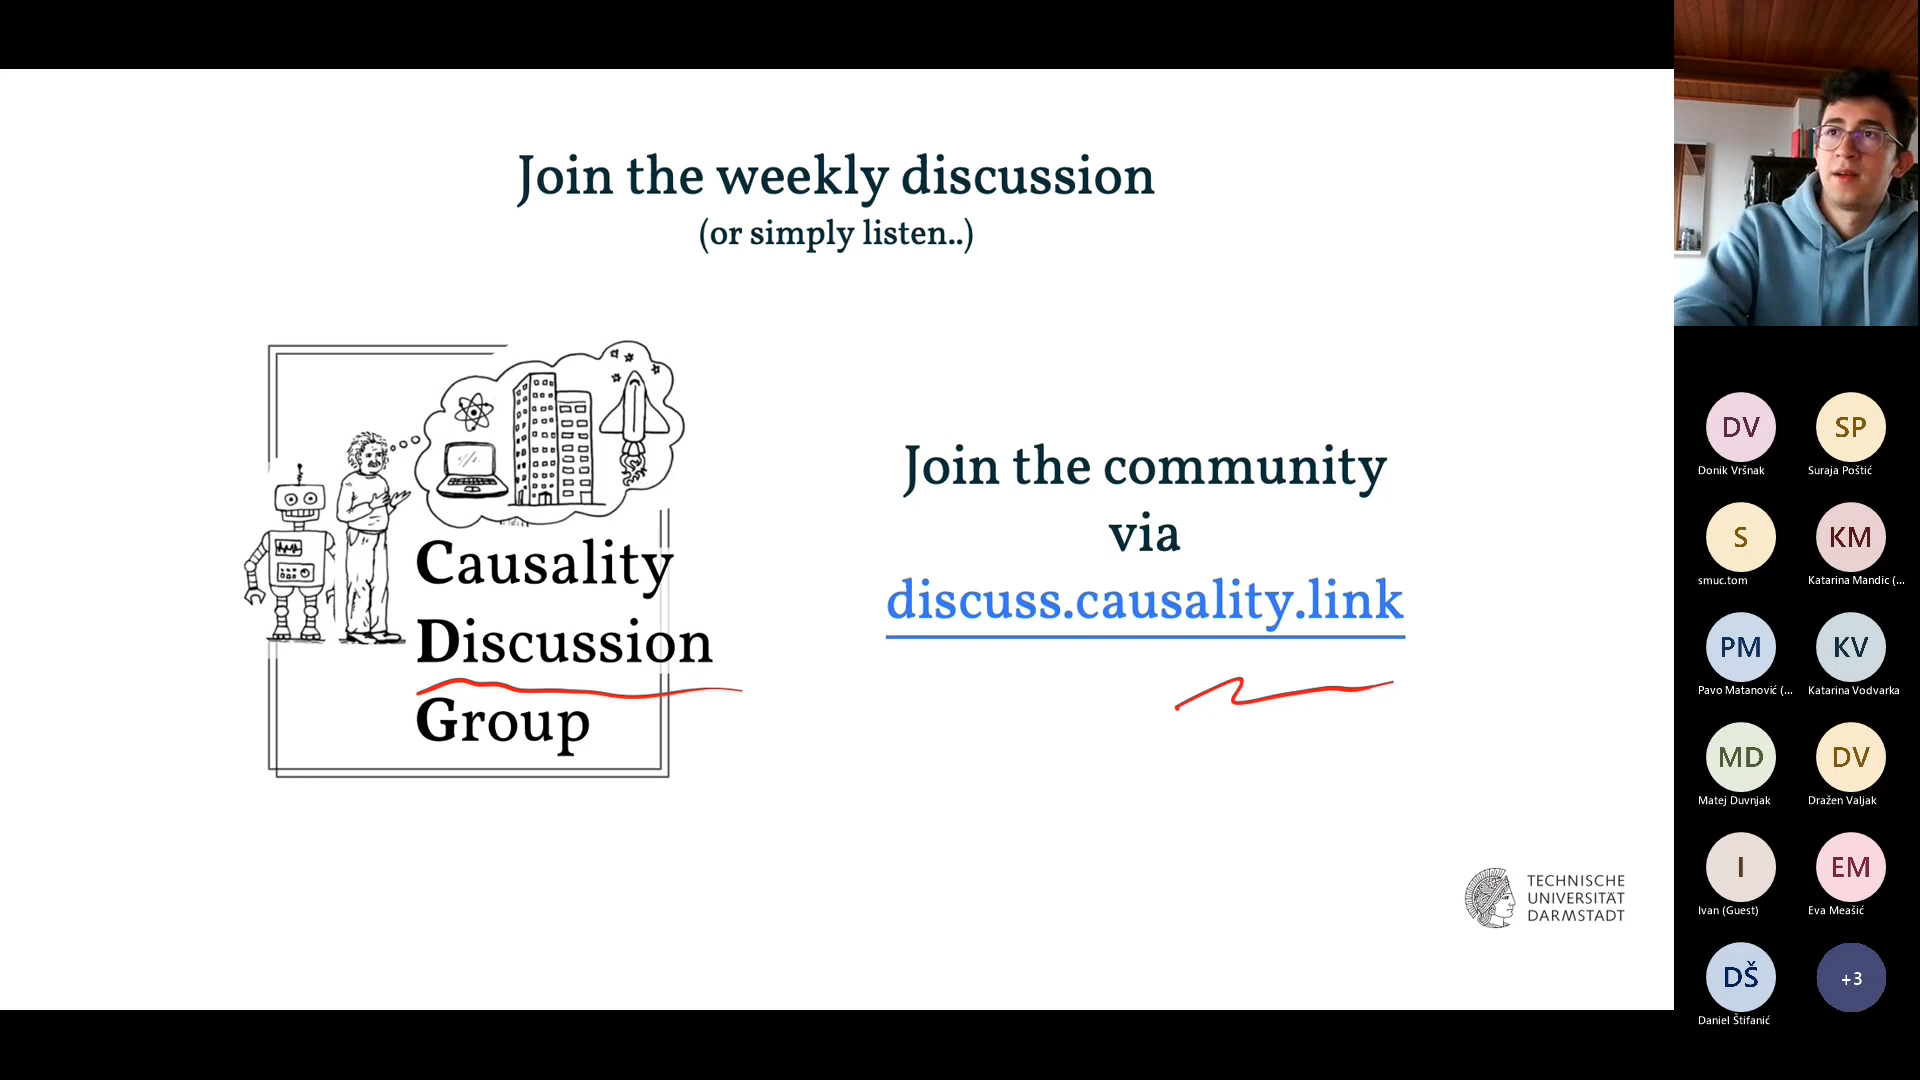 Join the weekly discussion
(or simply listen..)
Causality
Discussion
Group
Join the community
via
discuss.causality.link
TECHNISCHE
UNIVERSITÄT
DARMSTADT
DV
Donik Vršnak
SP
Suraja Poštić
S
smuc.tom
KM
Katarina Mandic (...
PM
Pavo Matanović (...
KV
Katarina Vodvarka
MD
Matej Duvnjak
DV
Dražen Valjak
I
Ivan (Guest)
EM
Eva Meašić
DŠ
Daniel Štifanić
+3